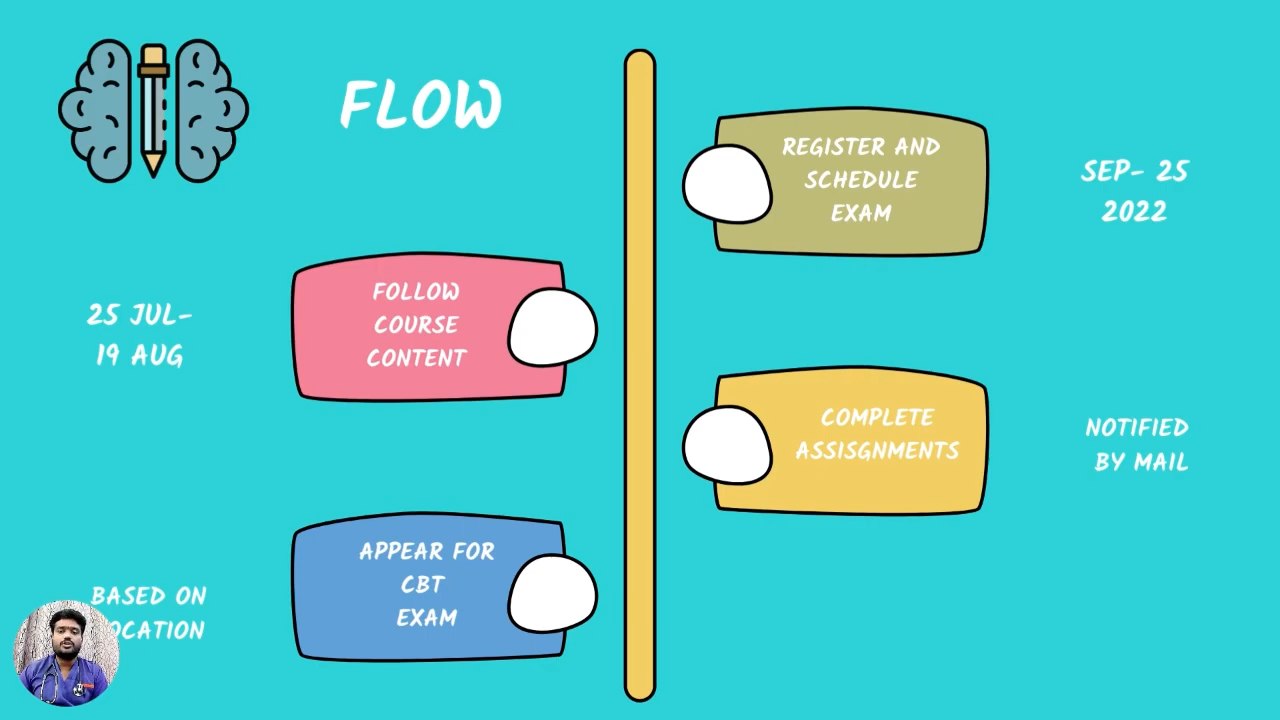 FLOW
REGISTER AND
SCHEDULE
EXAM
SEP- 25
2022
25 JUL-
19 AUG
FOLLOW
COURSE
CONTENT
COMPLETE
ASSISGNMENTS
NOTIFIED
BY MAIL
BASED ON
OCATION
APPEAR FOR
CBT
EXAM